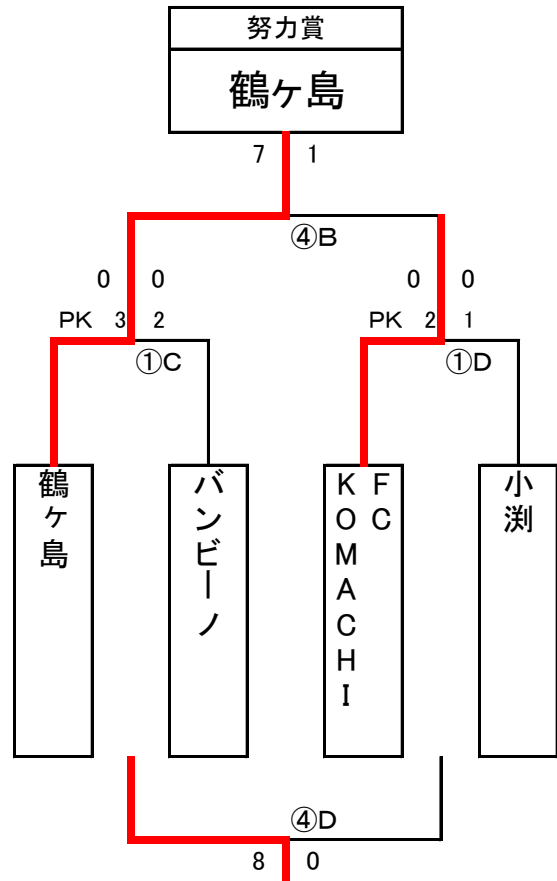 努力賞
鶴ヶ島
7 1
④B
0 0 0 0
PK 3 2 PK 2 1
①C ①D
鶴ヶ島
バンビーノ
FC
KOMACHI
小渕
④D
8 0